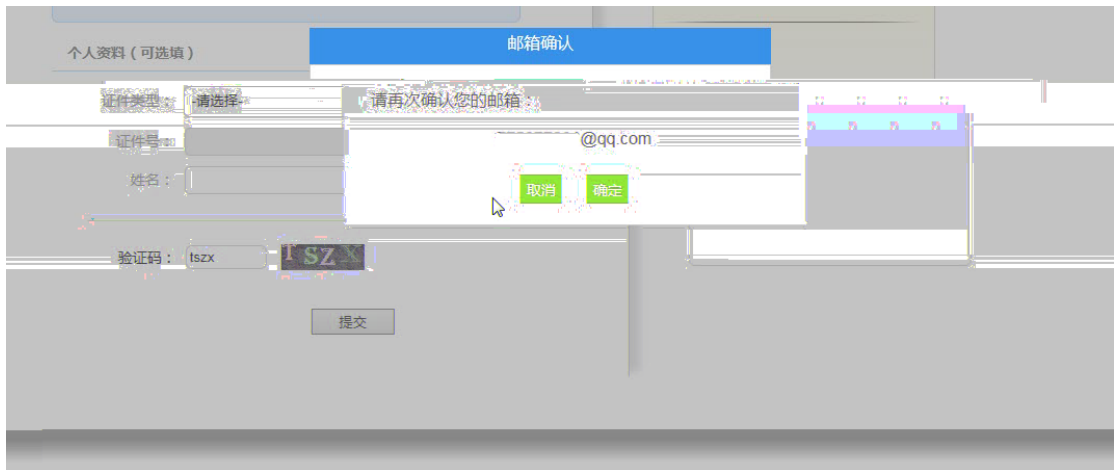 邮箱确认
个人资料(可选填)
请再次确认您的邮箱:
证件类型: -请选择-
@qq.com
证件号:
姓名:
取消 确定
验证码: tszx TSZX
提交